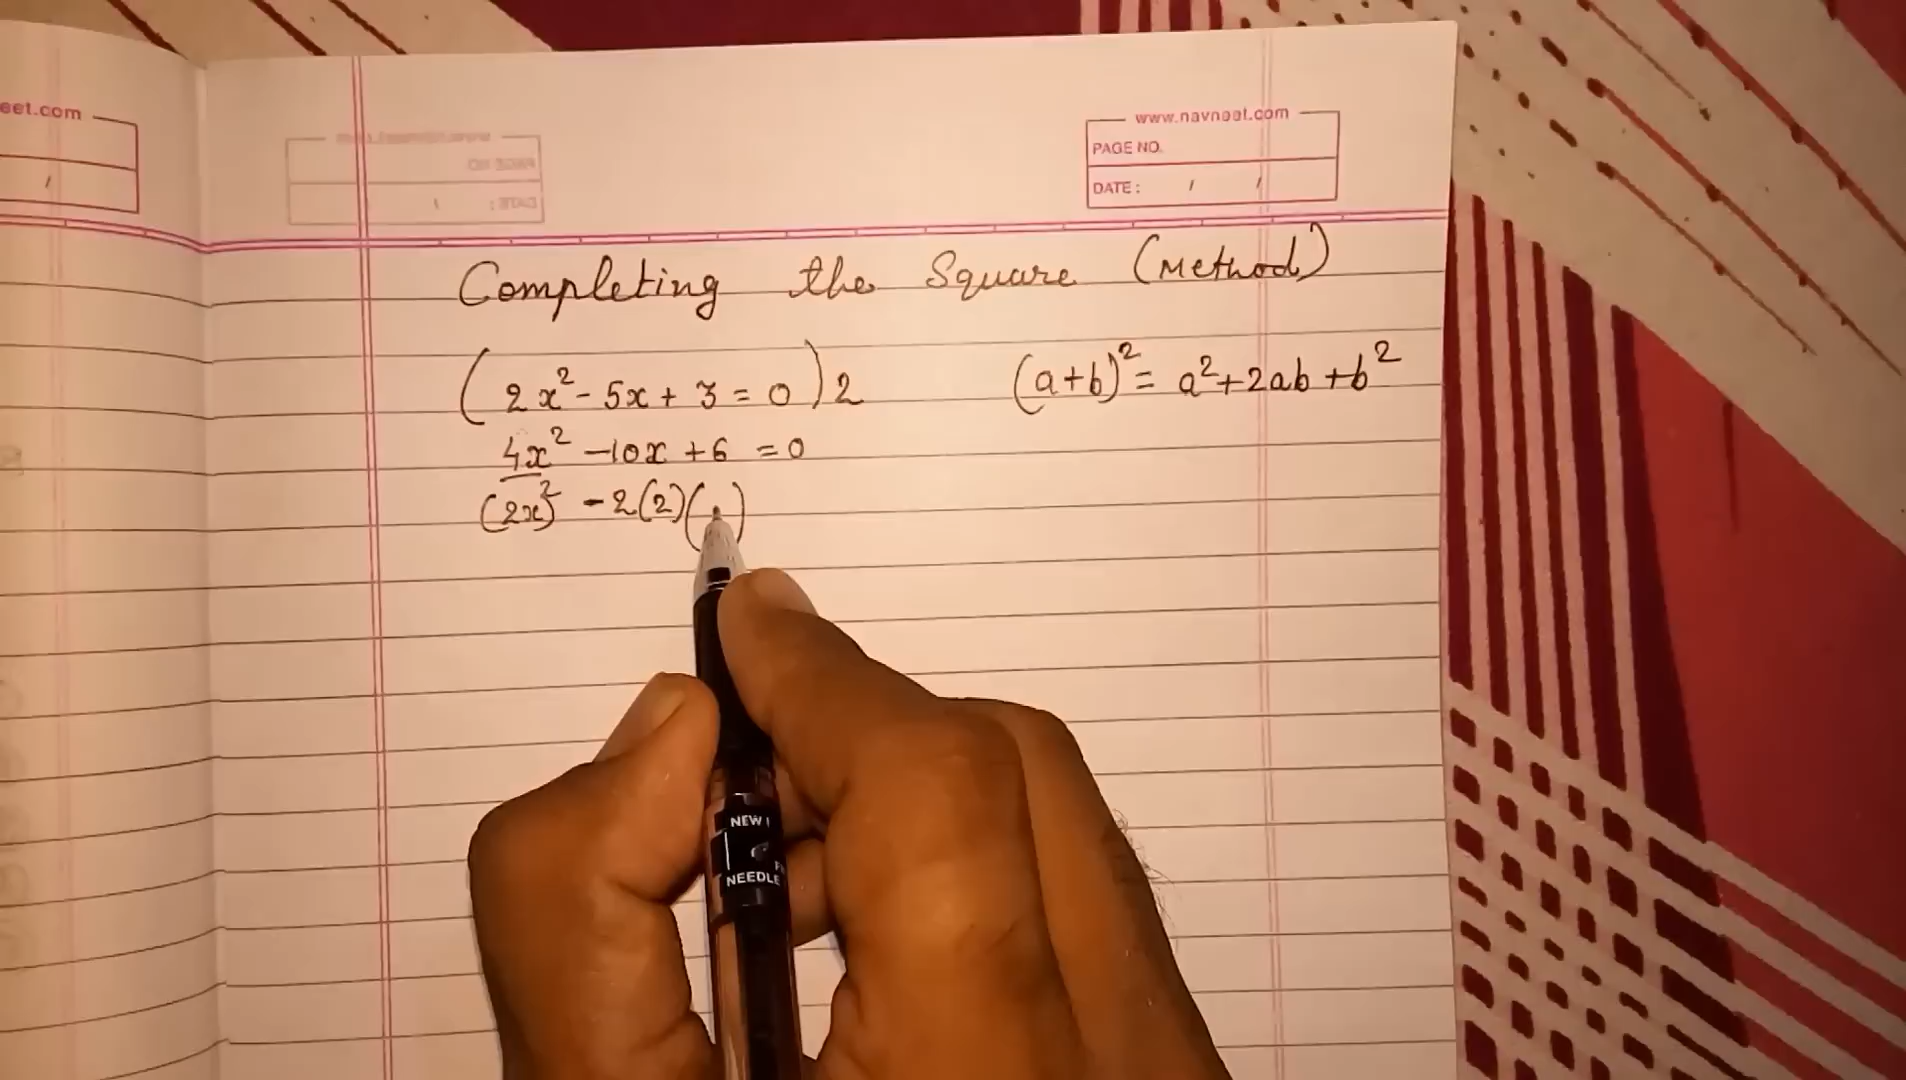 eet.com
www.navneet.com
PAGE NO.
DATE : / /
Completing the Square (Method)
(2x² - 5x + 3 = 0)2
(a+b)² = a²+2ab+b²
4x² -10x +6 =0
(2x)² - 2(2)( )
NEW
NEEDLE